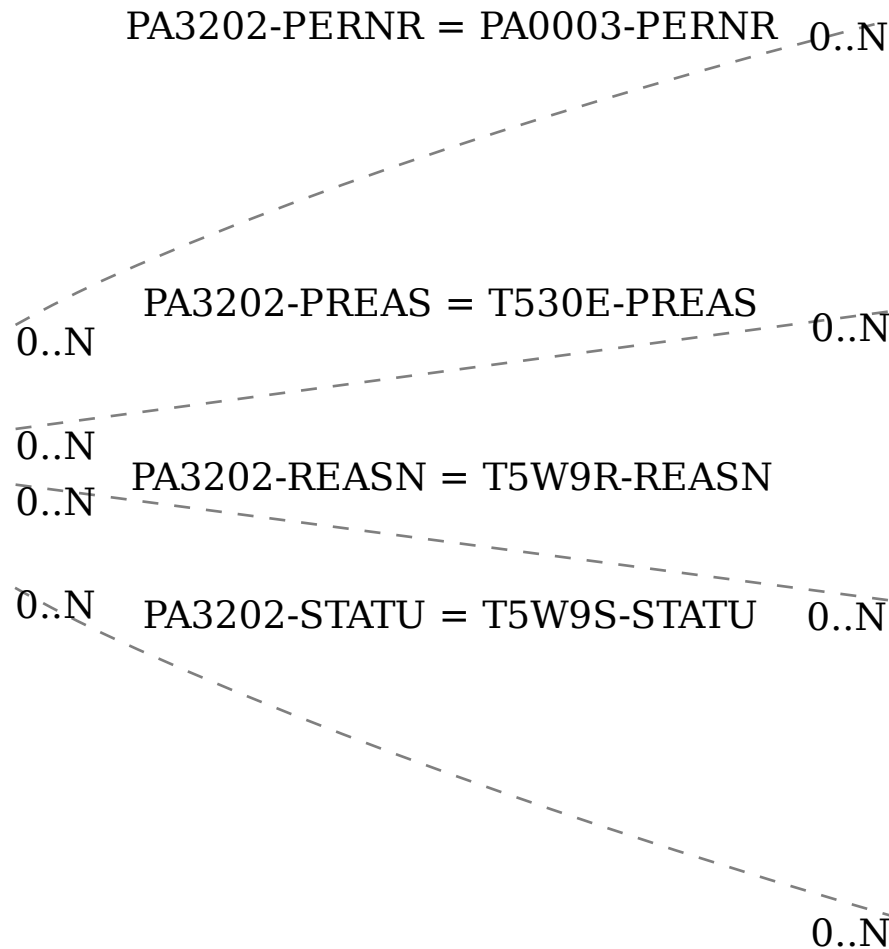 PA3202-PERNR = PA0003-PERNR 0..N
PA3202-PREAS = T530E-PREAS 0..N
0..N
0..N
PA3202-REASN = T5W9R-REASN
0..N
0..N PA3202-STATU = T5W9S-STATU 0..N
0..N